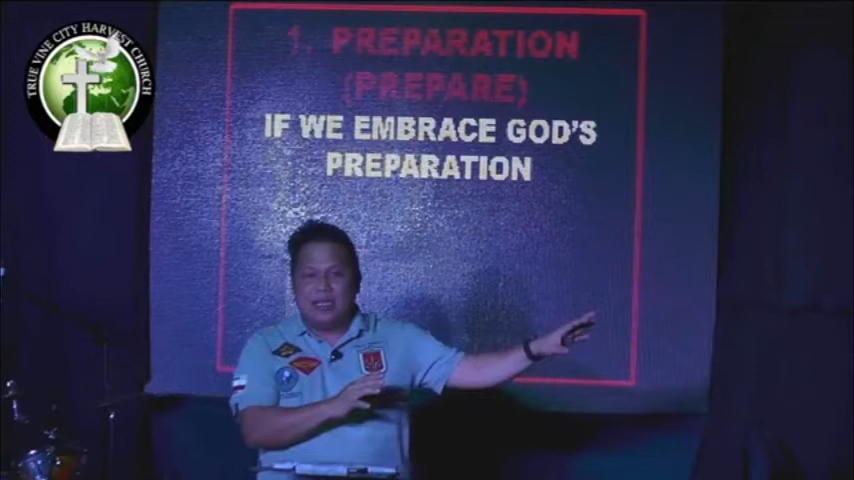 TRUE VINE CITY HARVEST CHURCH
1. PREPARATION
(PREPARE)
IF WE EMBRACE GOD'S
PREPARATION